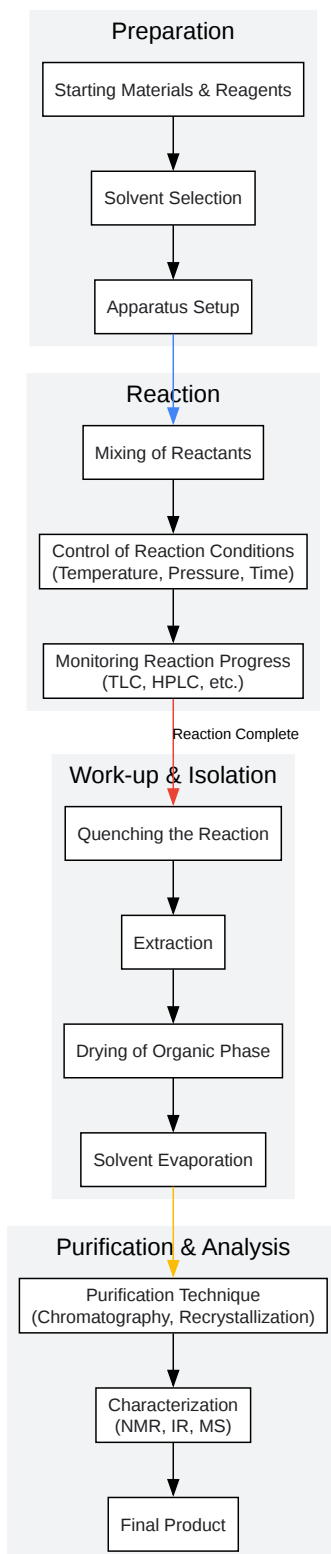 Preparation
Starting Materials & Reagents
Solvent Selection
Apparatus Setup
Reaction
Mixing of Reactants
Control of Reaction Conditions
(Temperature, Pressure, Time)
Monitoring Reaction Progress
(TLC, HPLC, etc.)
Reaction Complete
Work-up & Isolation
Quenching the Reaction
Extraction
Drying of Organic Phase
Solvent Evaporation
Purification & Analysis
Purification Technique
(Chromatography, Recrystallization)
Characterization
(NMR, IR, MS)
Final Product